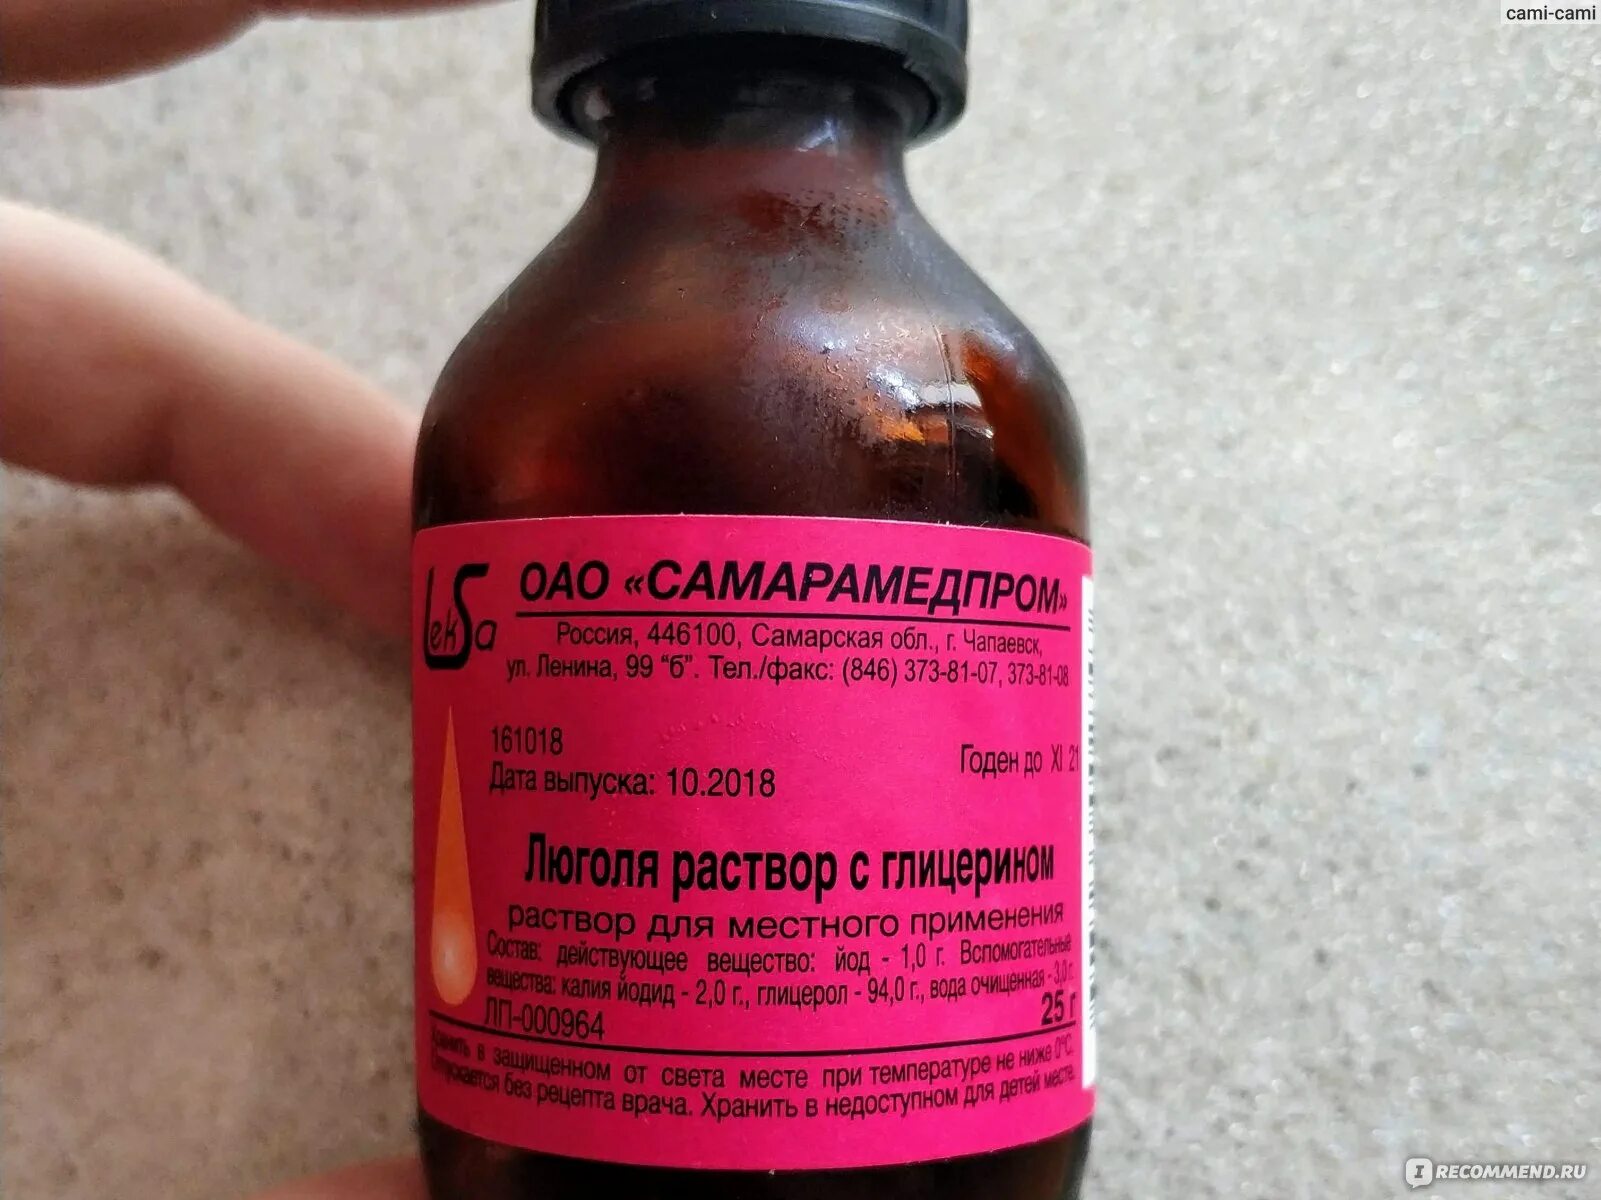 cami-cami
LekSa
ОАО «САМАРАМЕДПРОМ»
Россия, 446100, Самарская обл., г. Чапаевск,
ул. Ленина, 99 "б". Тел./факс: (846) 373-81-07, 373-81-08
161018
Дата выпуска: 10.2018
Годен до XI 21
Люголя раствор с глицерином
раствор для местного применения
Состав: действующее вещество: йод - 1,0 г. Вспомогательные
вещества: калия йодид - 2,0 г., глицерол - 94,0 г., вода очищенная - 3,0 г.
ЛП-000964
25 г
Хранить в защищенном от света месте при температуре не ниже 0°С.
Отпускается без рецепта врача. Хранить в недоступном для детей месте.
IRECOMMEND.RU